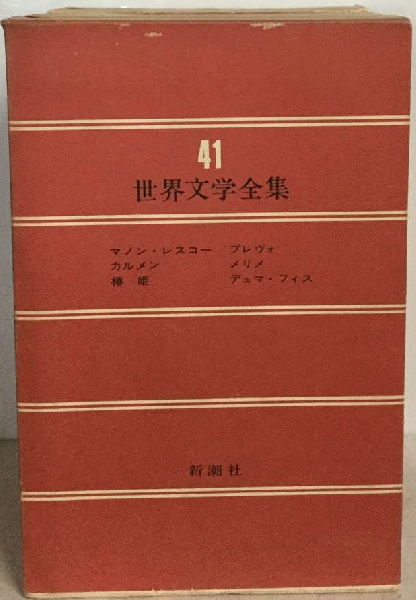 41
世界文学全集
マノン・レスコー プレヴォ
カルメン メリメ
椿 姫 デュマ・フィス
新潮社